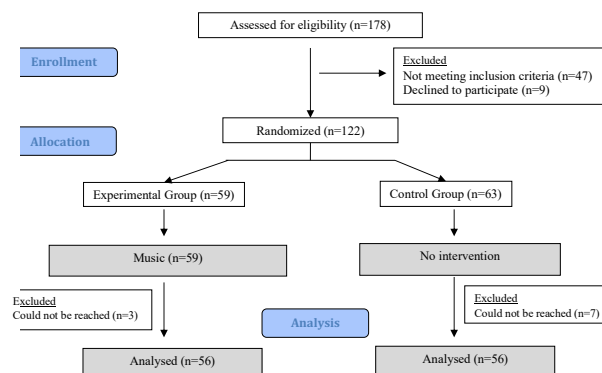 Assessed for eligibility (n=178)
Enrollment
Excluded
Not meeting inclusion criteria (n=47)
Declined to participate (n=9)
Randomized (n=122)
Allocation
Experimental Group (n=59)
Control Group (n=63)
Music (n=59)
No intervention
Excluded
Could not be reached (n=3)
Excluded
Could not be reached (n=7)
Analysis
Analysed (n=56)
Analysed (n=56)